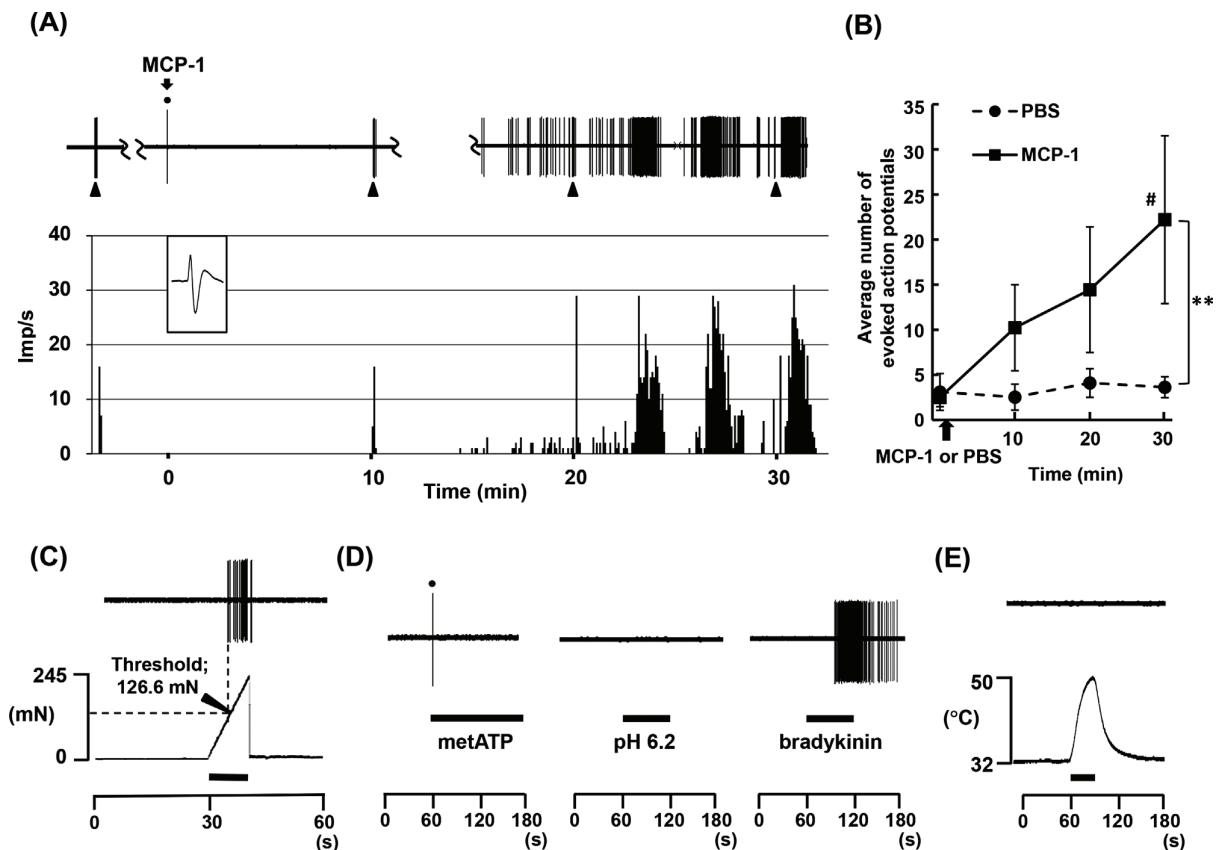 (A)
MCP-1
40
30
20
10
0
Imp/s
0 10 20 30
Time (min)
(B)
PBS
MCP-1
35
30
25
20
15
10
5
0
Average number of
evoked action potentials
#
**
10 20 30
MCP-1 or PBS
Time (min)
(C)
Threshold;
126.6 mN
245
(mN)
0
0 30 60
(s)
(D)
metATP pH 6.2 bradykinin
0 60 120 180 0 60 120 180 0 60 120 180
(s) (s) (s)
(E)
50
(°C)
32
0 60 120 180
(s)